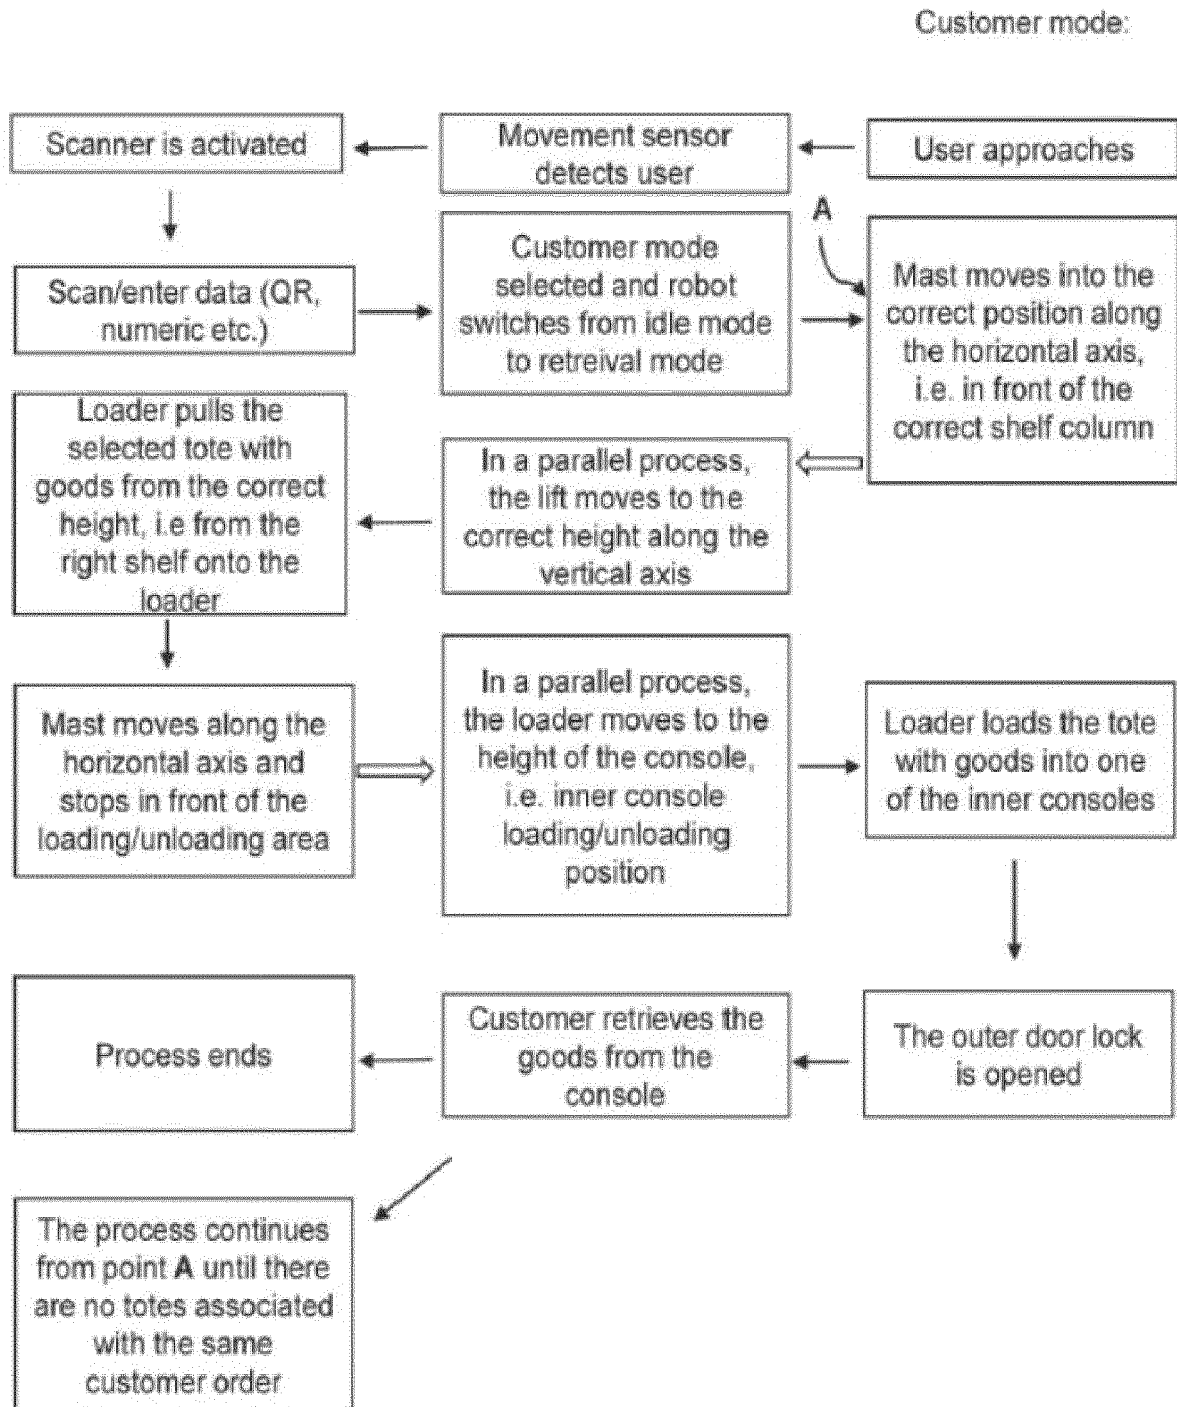 Customer mode:
User approaches
Movement sensor
detects user
Scanner is activated
Scan/enter data (QR,
numeric etc.)
Customer mode
selected and robot
switches from idle mode
to retreival mode
A
Mast moves into the
correct position along
the horizontal axis,
i.e. in front of the
correct shelf column
In a parallel process,
the lift moves to the
correct height along the
vertical axis
Loader pulls the
selected tote with
goods from the correct
height, i.e from the
right shelf onto the
loader
Mast moves along the
horizontal axis and
stops in front of the
loading/unloading area
In a parallel process,
the loader moves to the
height of the console,
i.e. inner console
loading/unloading
position
Loader loads the tote
with goods into one
of the inner consoles
The outer door lock
is opened
Customer retrieves the
goods from the
console
Process ends
The process continues
from point A until there
are no totes associated
with the same
customer order